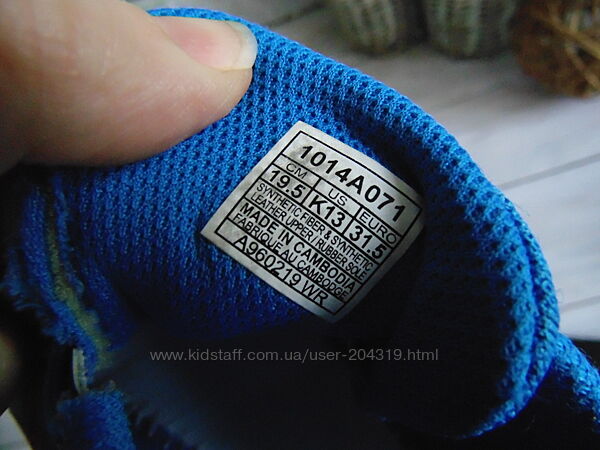 1014A071
CM US EURO
19.5 K13 31.5
SYNTHETIC FIBER & SYNTHETIC
LEATHER UPPER / RUBBER SOLE
MADE IN CAMBODIA
FABRIQUE AU CAMBODGE
A960219 WR
www.kidstaff.com.ua/user-204319.html